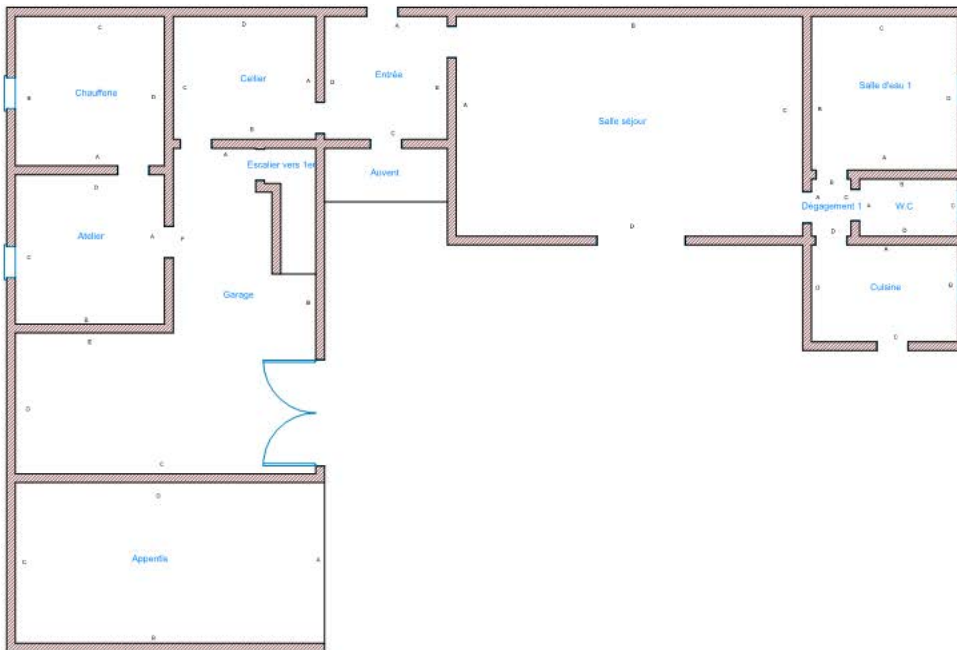 C
D
A
B
C
Chaufferie
B
D
Cellier
C
A
Entrée
D
B
Salle séjour
A
C
Salle d'eau 1
B
D
A
B
C
A
Escalier vers 1er
Auvent
A
B
B
D
Dégagement 1
A
C
W.C
A
C
D
D
Atelier
A
C
F
B
D
A
Cuisine
D
B
C
Garage
B
E
D
C
D
Appentis
C
A
B